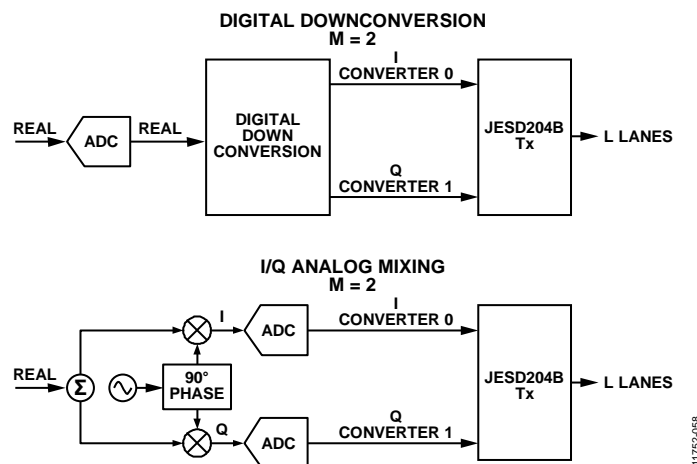 DIGITAL DOWNCONVERSION
M = 2
I
CONVERTER 0
REAL
ADC
REAL
DIGITAL
DOWN
CONVERSION
JESD204B
Tx
L LANES
Q
CONVERTER 1
I/Q ANALOG MIXING
M = 2
I
ADC
I
CONVERTER 0
REAL
Σ
90°
PHASE
JESD204B
Tx
L LANES
Q
ADC
Q
CONVERTER 1
11752-058